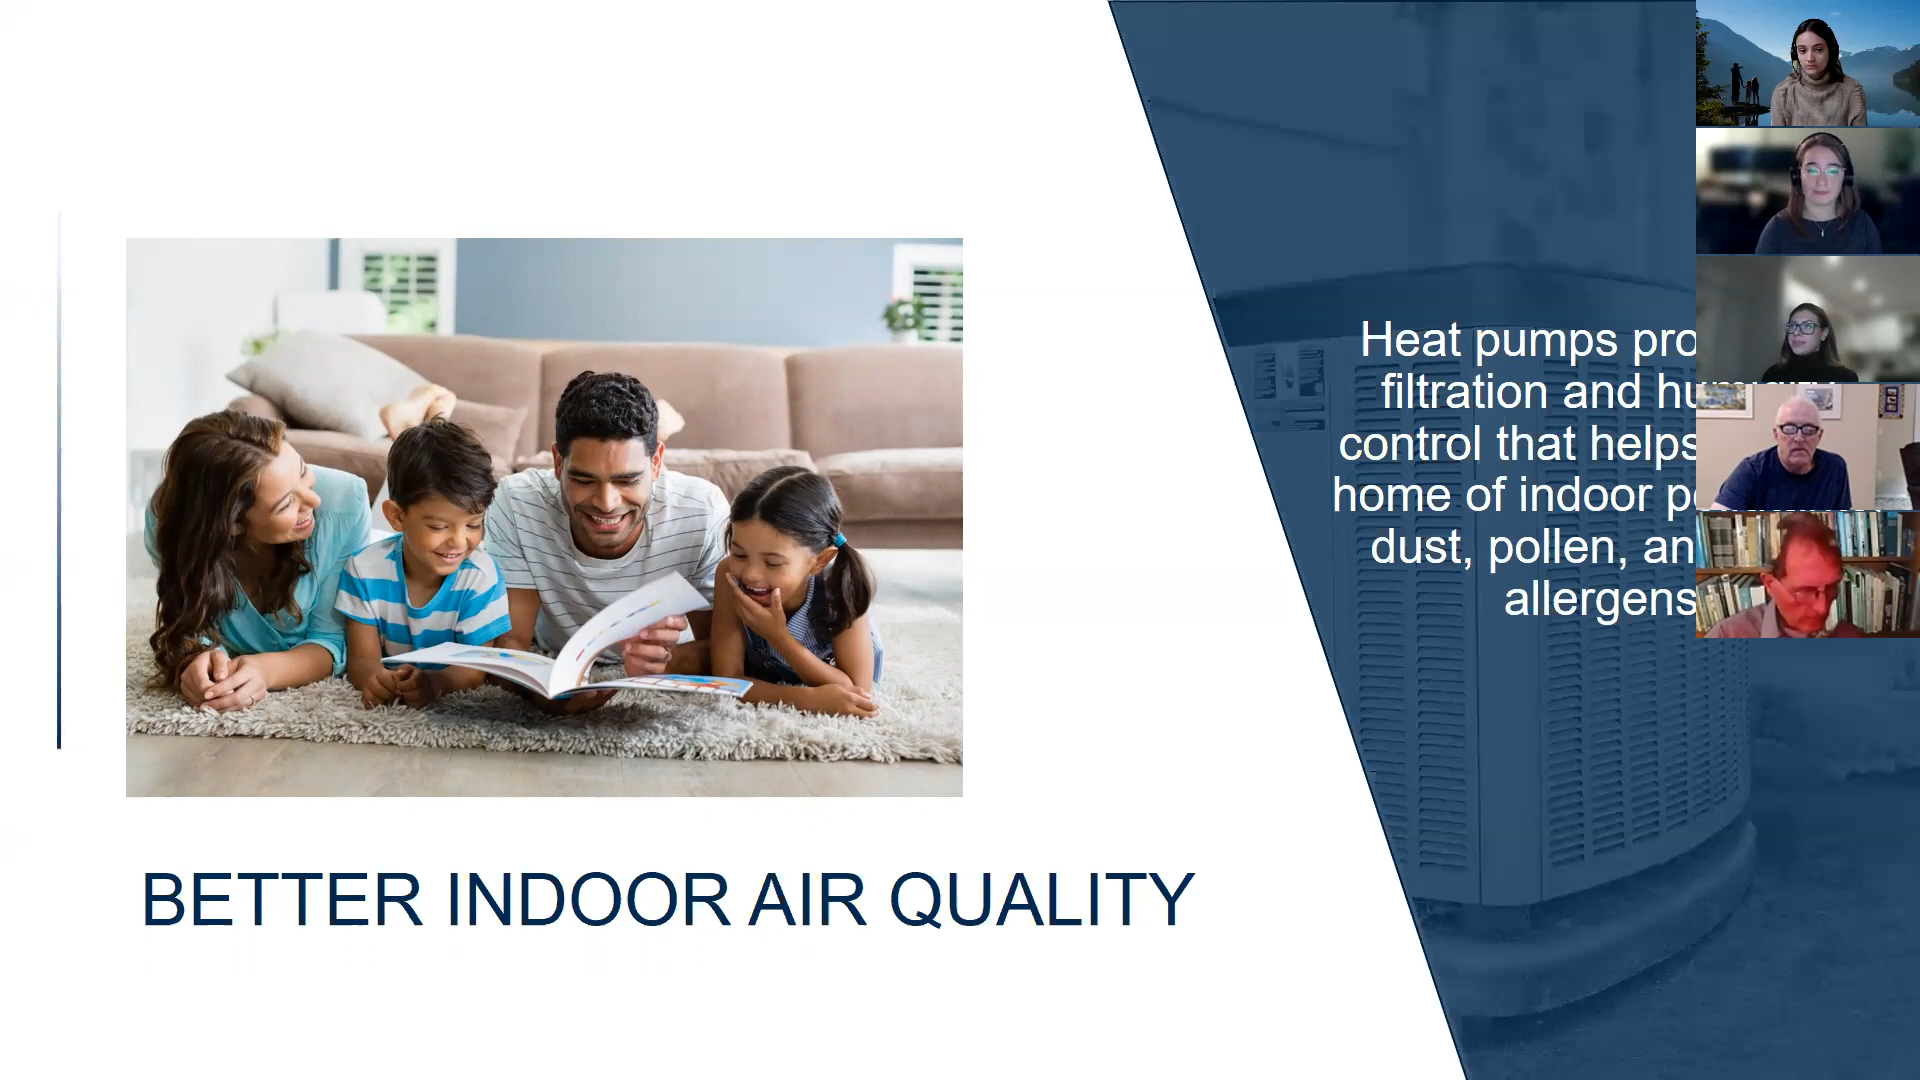 Heat pumps pro
filtration and hu
control that helps
home of indoor p
dust, pollen, an
allergens
BETTER INDOOR AIR QUALITY